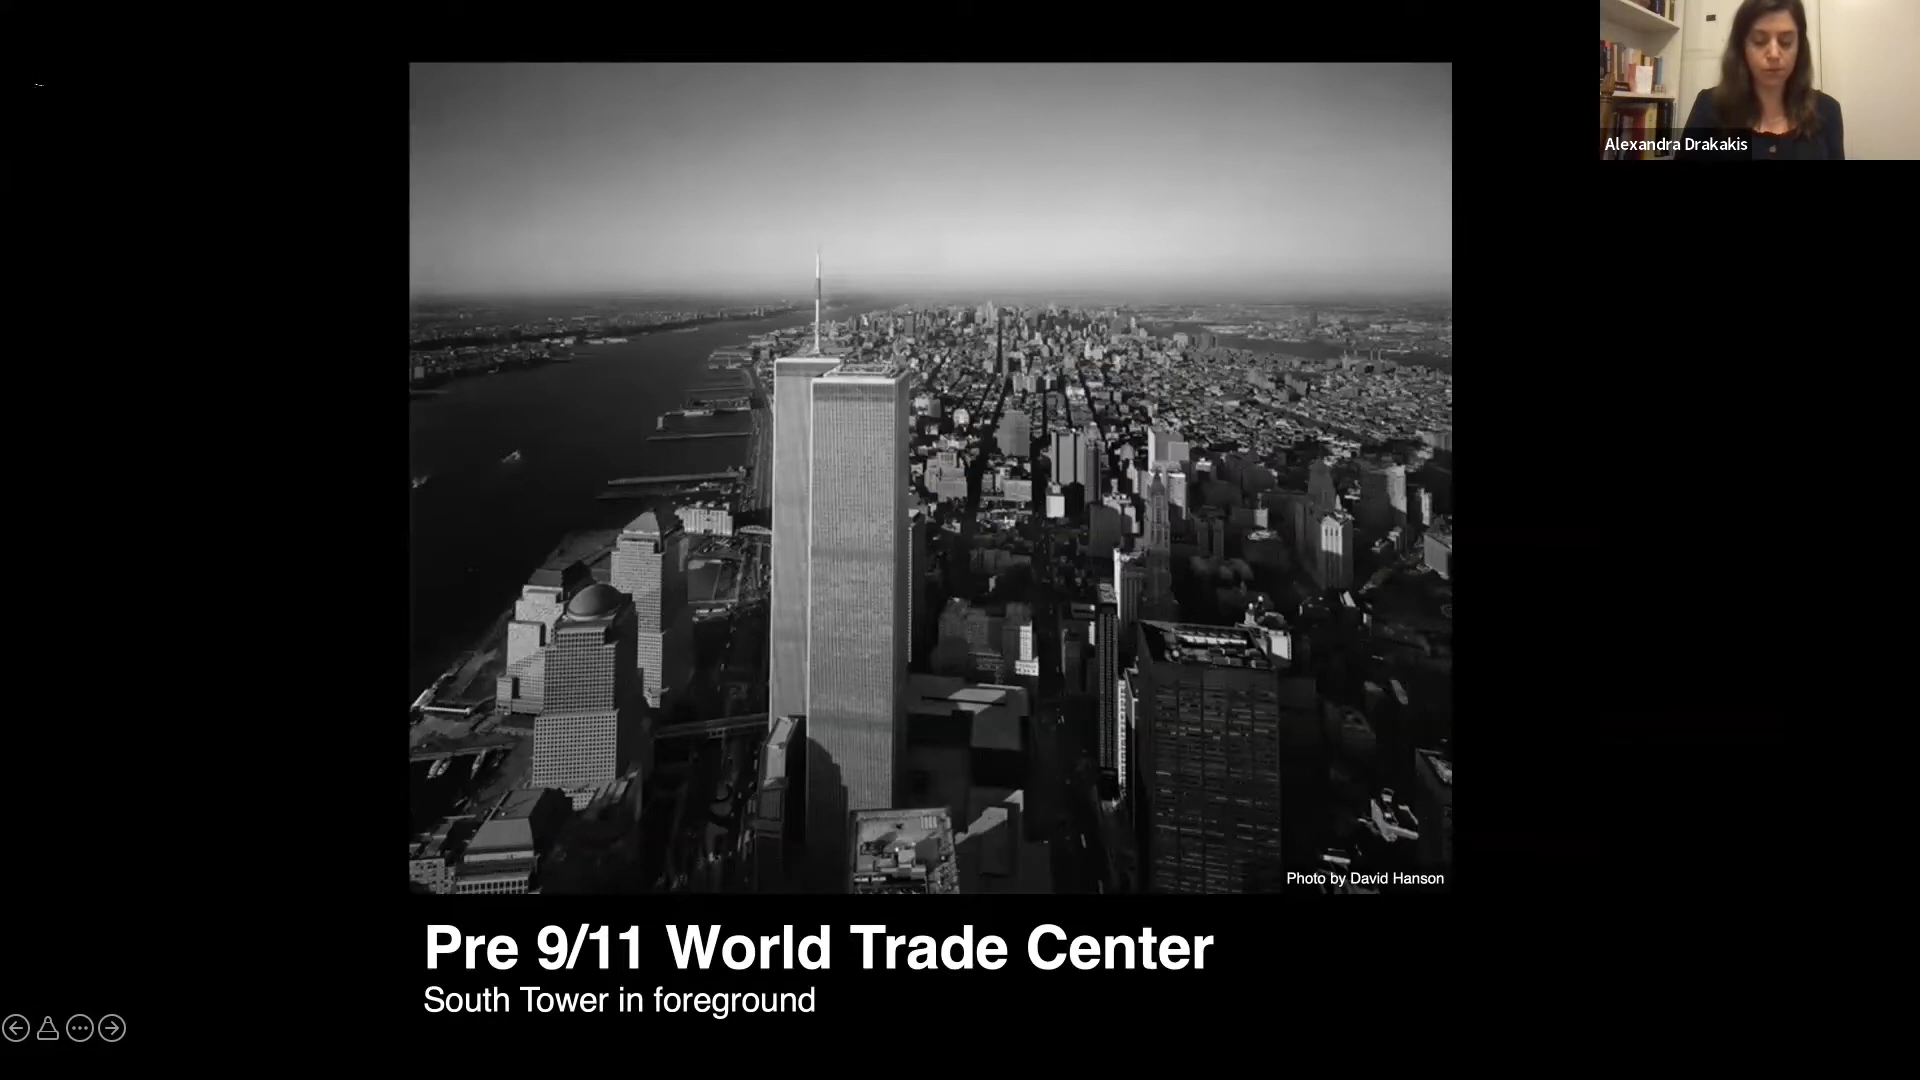 Alexandra Drakakis
Photo by David Hanson
Pre 9/11 World Trade Center
South Tower in foreground